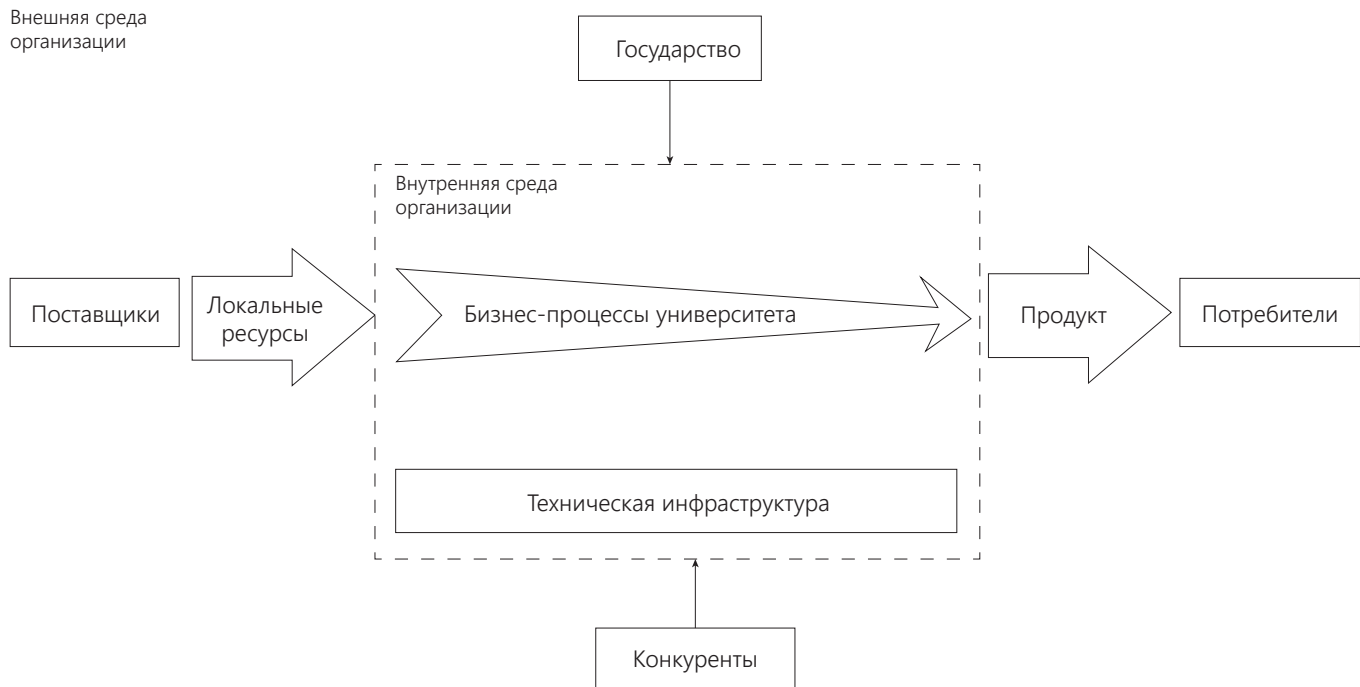 Внешняя среда
организации
Государство
Внутренняя среда
организации
Поставщики
Локальные
ресурсы
Бизнес-процессы университета
Продукт
Потребители
Техническая инфраструктура
Конкуренты